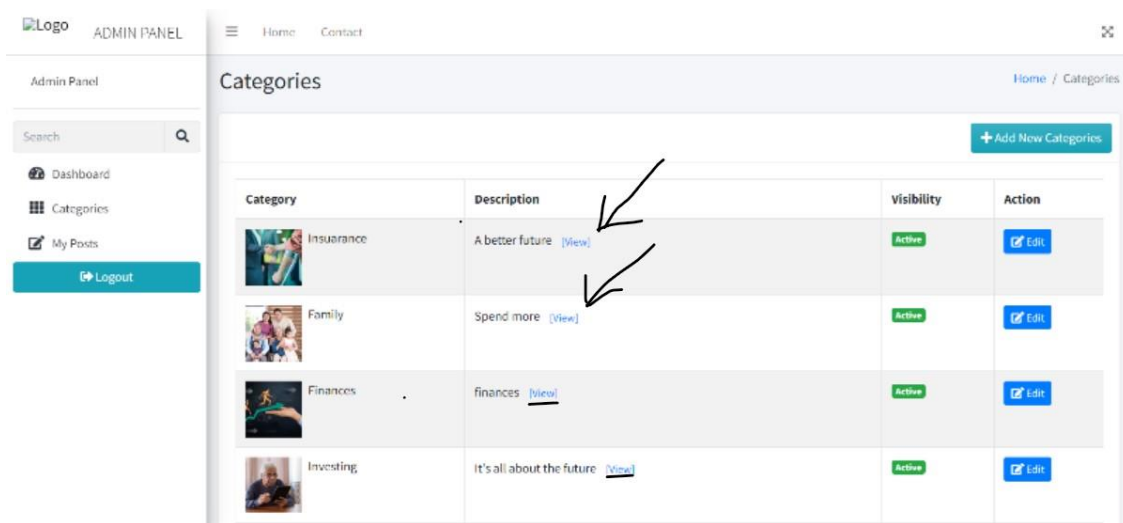 Logo ADMIN PANEL Home Contact
Admin Panel
Categories Home / Categories
Search
+ Add New Categories
Dashboard
Categories
My Posts
Logout
Category Description Visibility Action
Insuarance A better future [View] Active Edit
Family Spend more [View] Active Edit
Finances finances [View] Active Edit
Investing It's all about the future [View] Active Edit